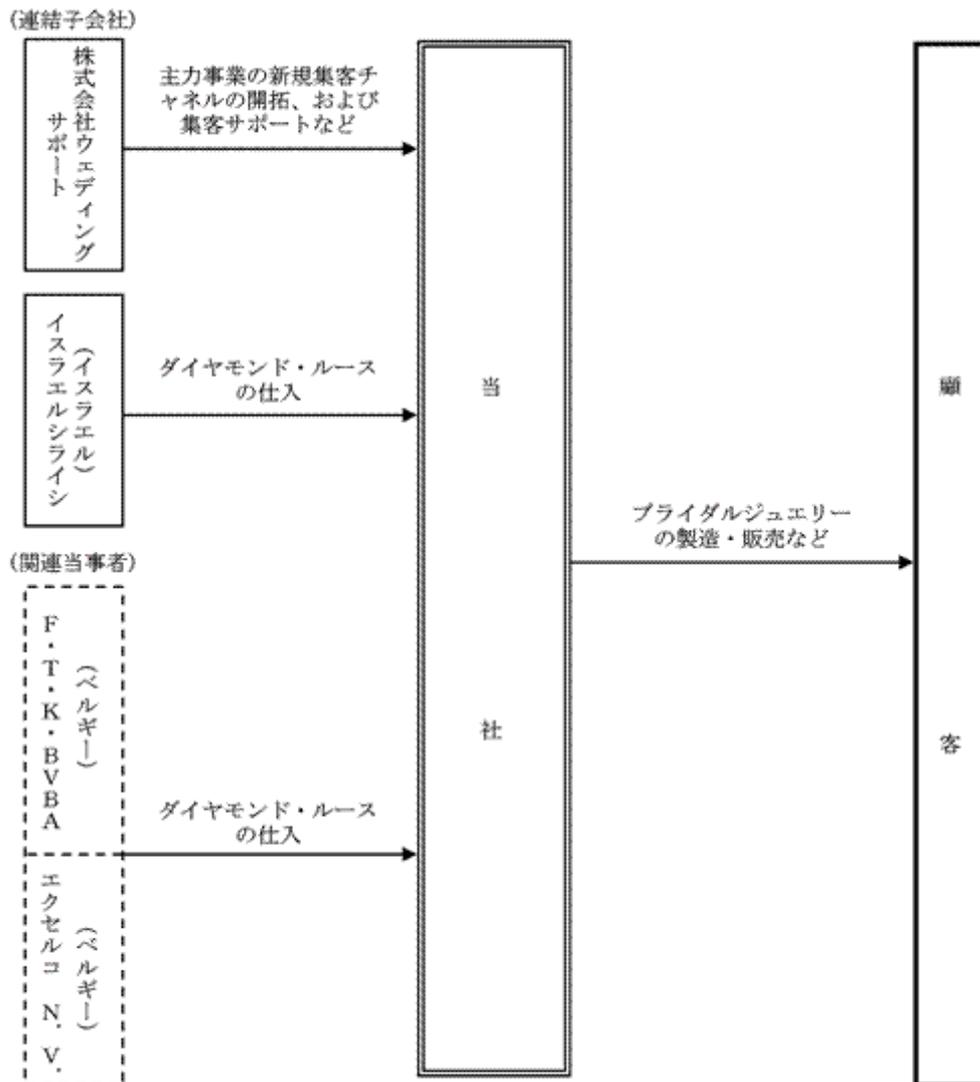 (連結子会社)
株式会社ウェディング
サポート
主力事業の新規集客チ
ャネルの開拓、および
集客サポートなど
(イスラエル)
イスラエルシライシ
ダイヤモンド・ルース
の仕入
当社
顧客
ブライダルジュエリー
の製造・販売など
(関連当事者)
(ベルギー)
F・T・K・BVBA
ダイヤモンド・ルース
の仕入
(ベルギー)
エクセルコ N.V.